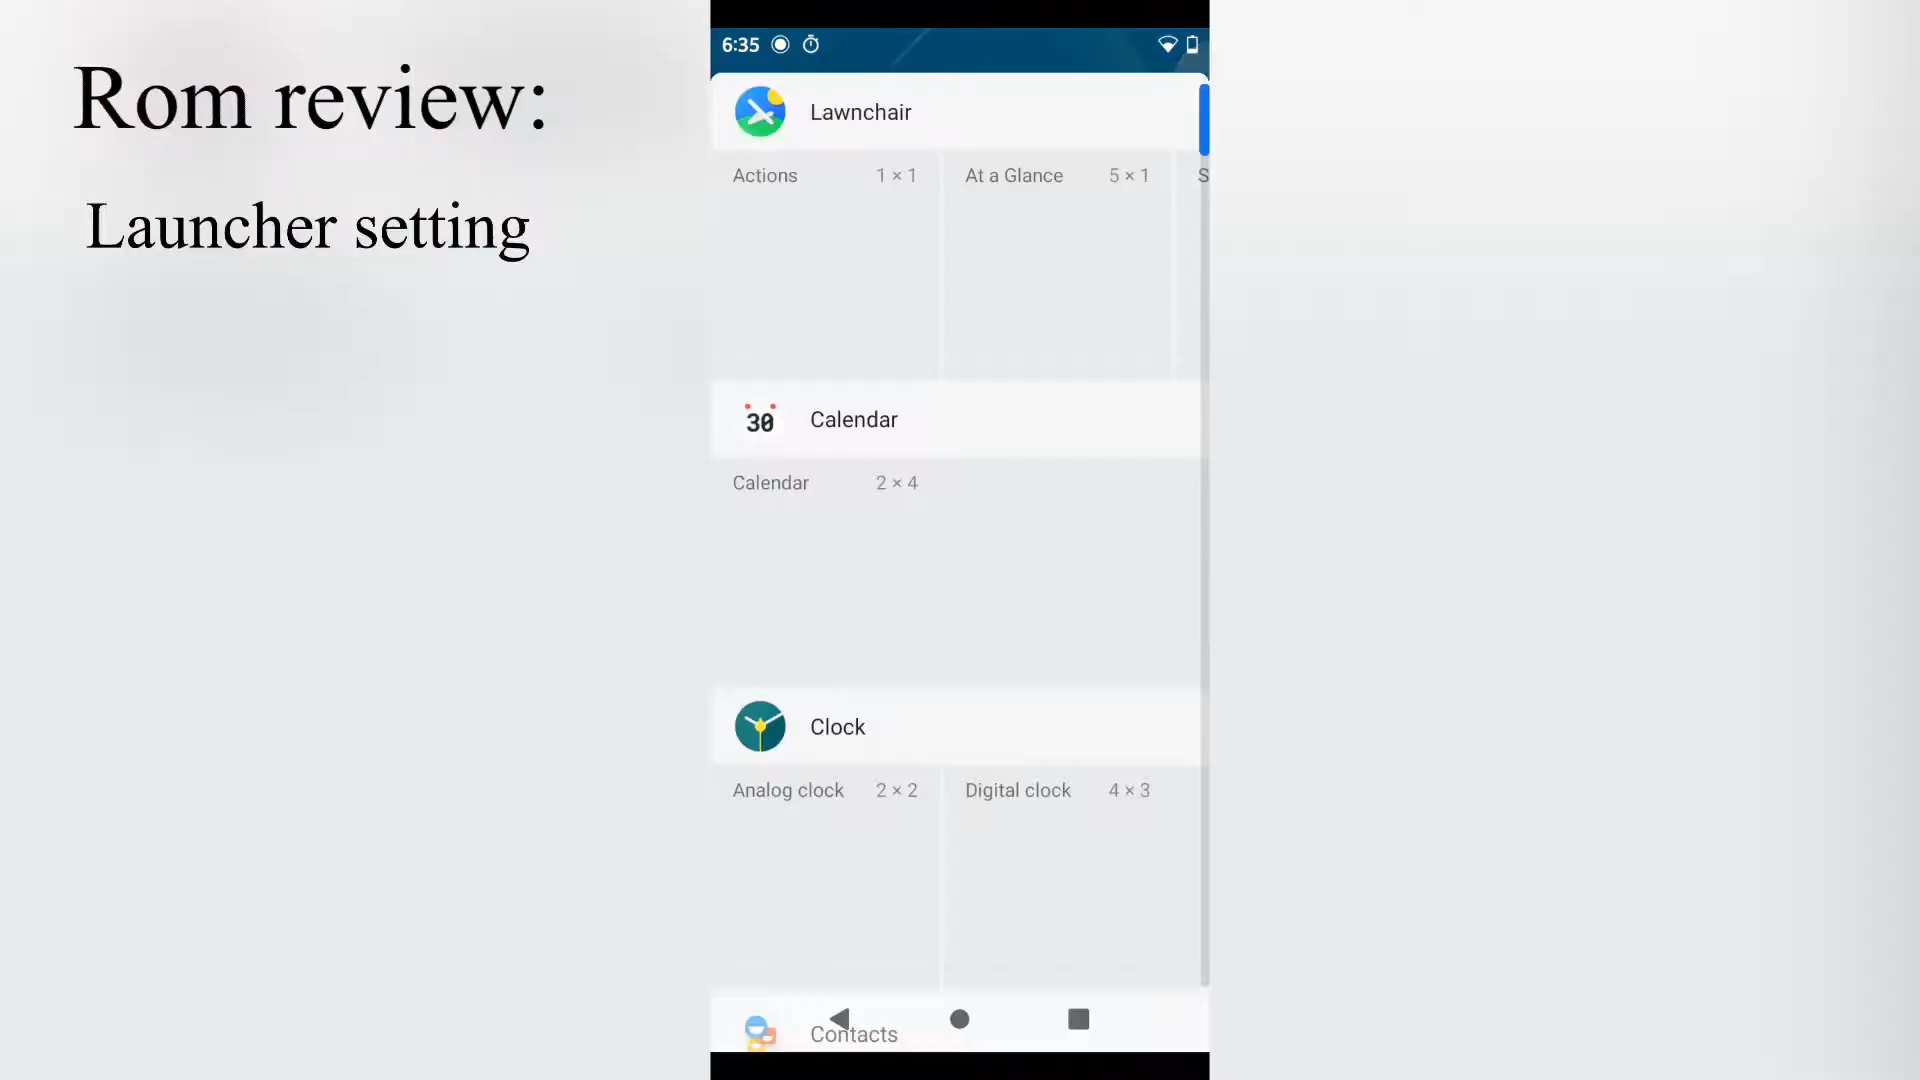 Rom review:
Launcher setting
6:35
Lawnchair
Actions 1 × 1 At a Glance 5 × 1 S
30 Calendar
Calendar 2 × 4
Clock
Analog clock 2 × 2 Digital clock 4 × 3
Contacts